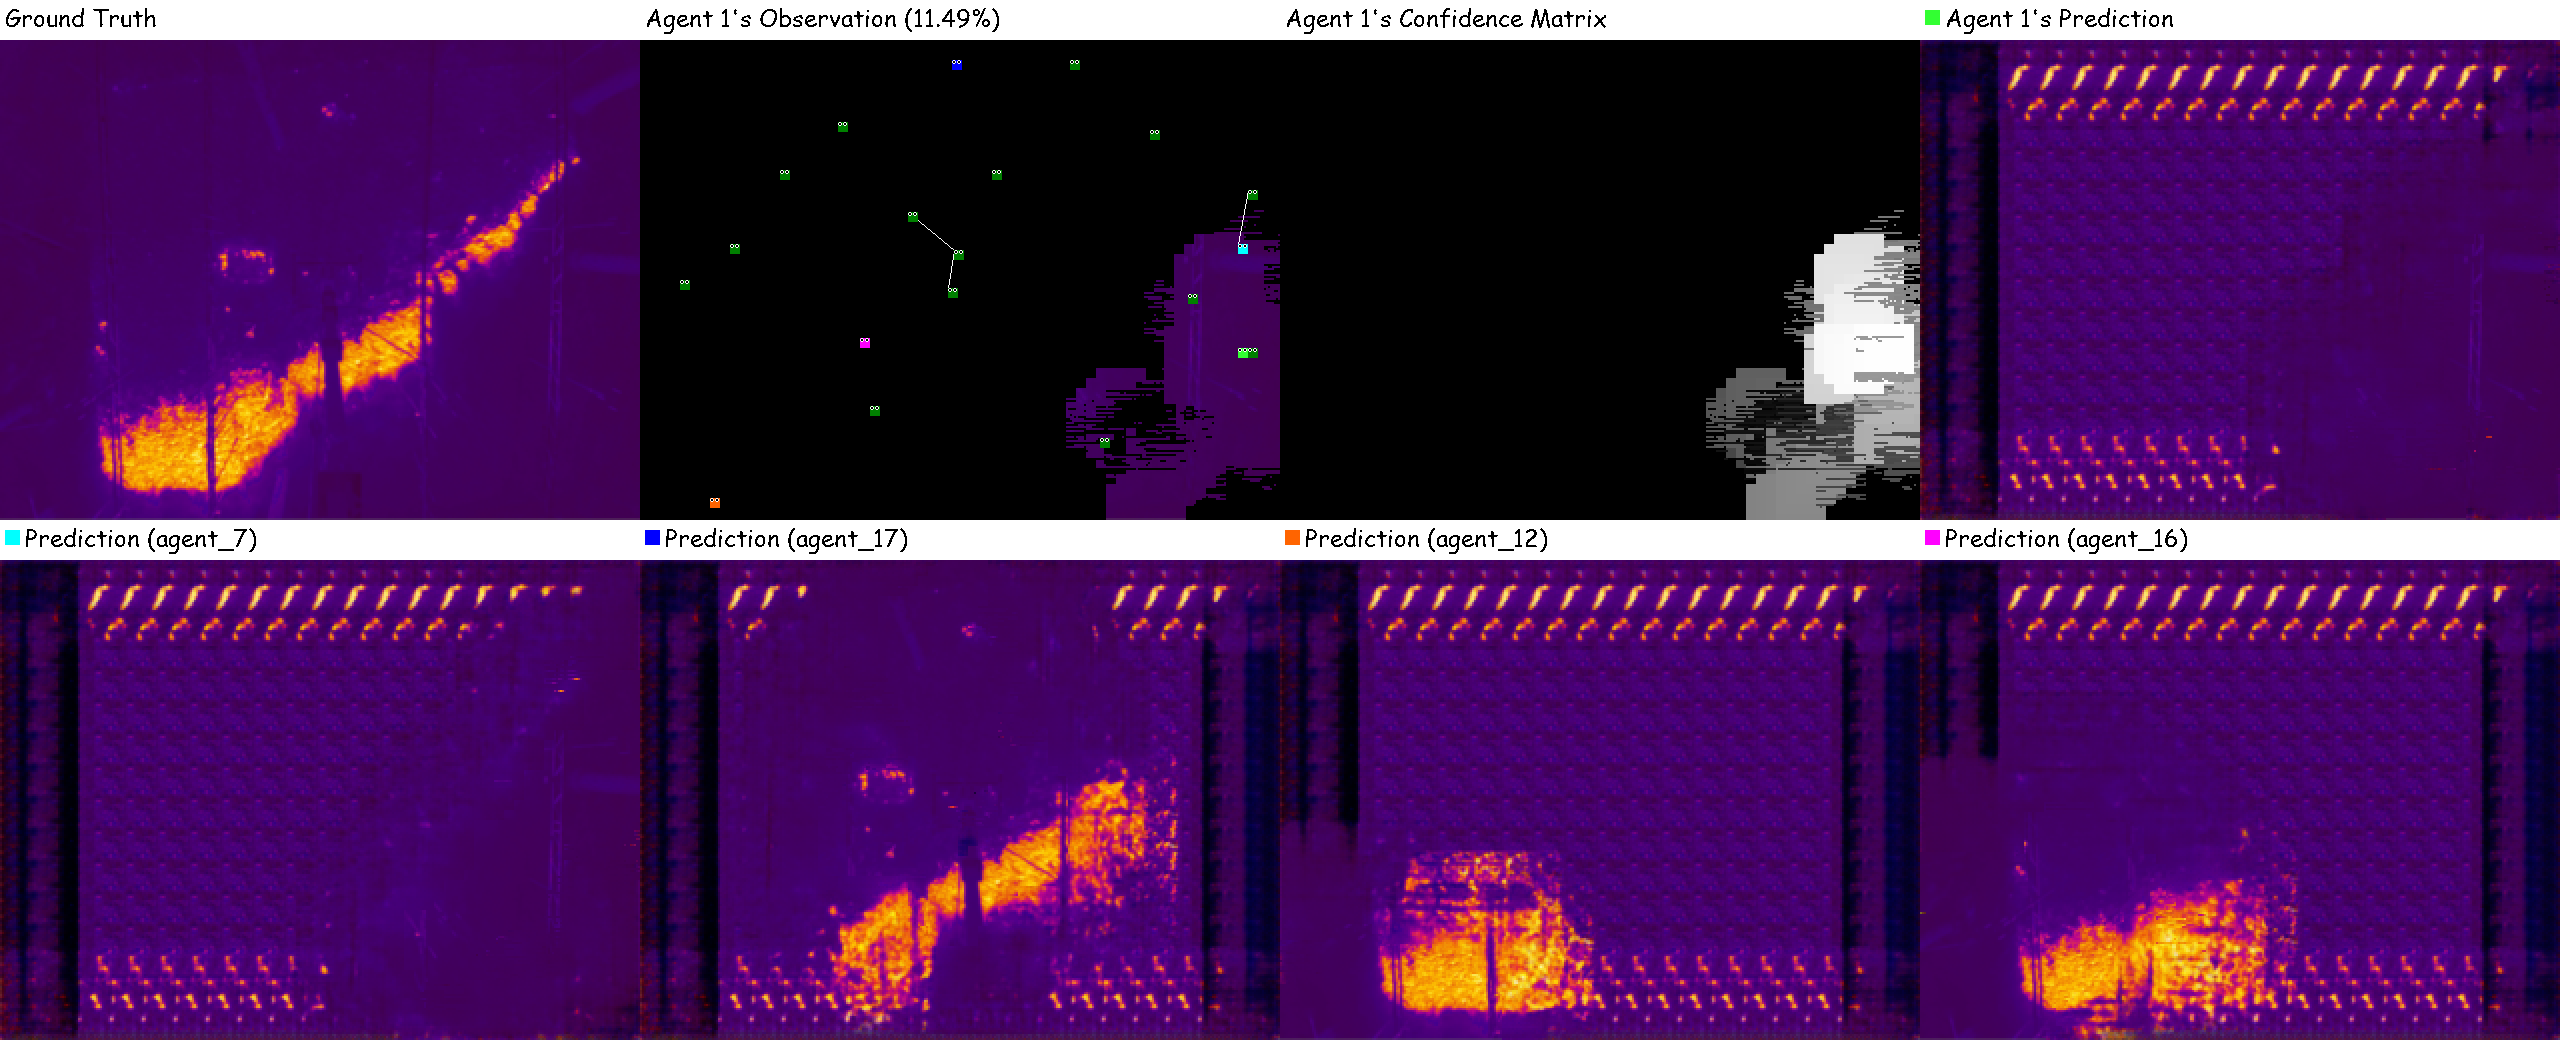 Ground Truth
Agent 1's Observation (11.49%)
Agent 1's Confidence Matrix
Agent 1's Prediction
Prediction (agent_7)
Prediction (agent_17)
Prediction (agent_12)
Prediction (agent_16)